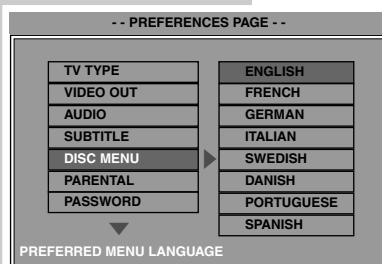 - - PREFERENCES PAGE - -
TV TYPE
VIDEO OUT
AUDIO
SUBTITLE
DISC MENU
PARENTAL
PASSWORD
ENGLISH
FRENCH
GERMAN
ITALIAN
SWEDISH
DANISH
PORTUGUESE
SPANISH
PREFERRED MENU LANGUAGE